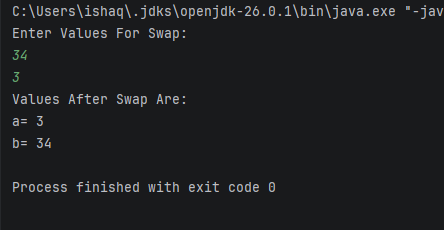 C:\Users\ishaq\.jdks\openjdk-26.0.1\bin\java.exe "-jav
Enter Values For Swap:
34
3
Values After Swap Are:
a= 3
b= 34
Process finished with exit code 0